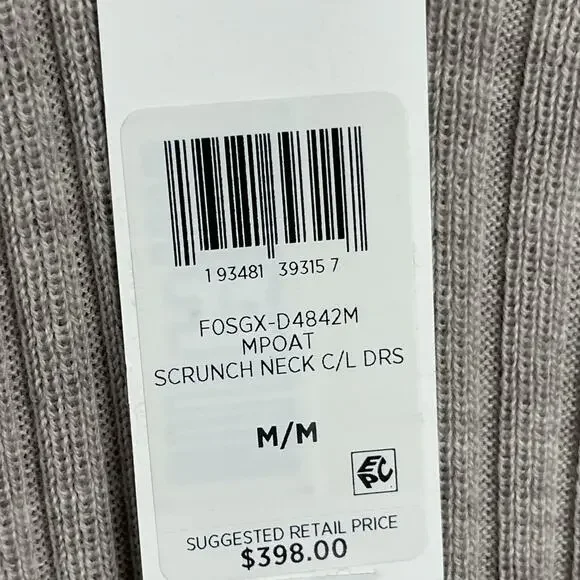 1 93481 39315 7
F0SGX-D4842M
MPOAT
SCRUNCH NECK C/L DRS
M/M
EPC
SUGGESTED RETAIL PRICE
$398.00